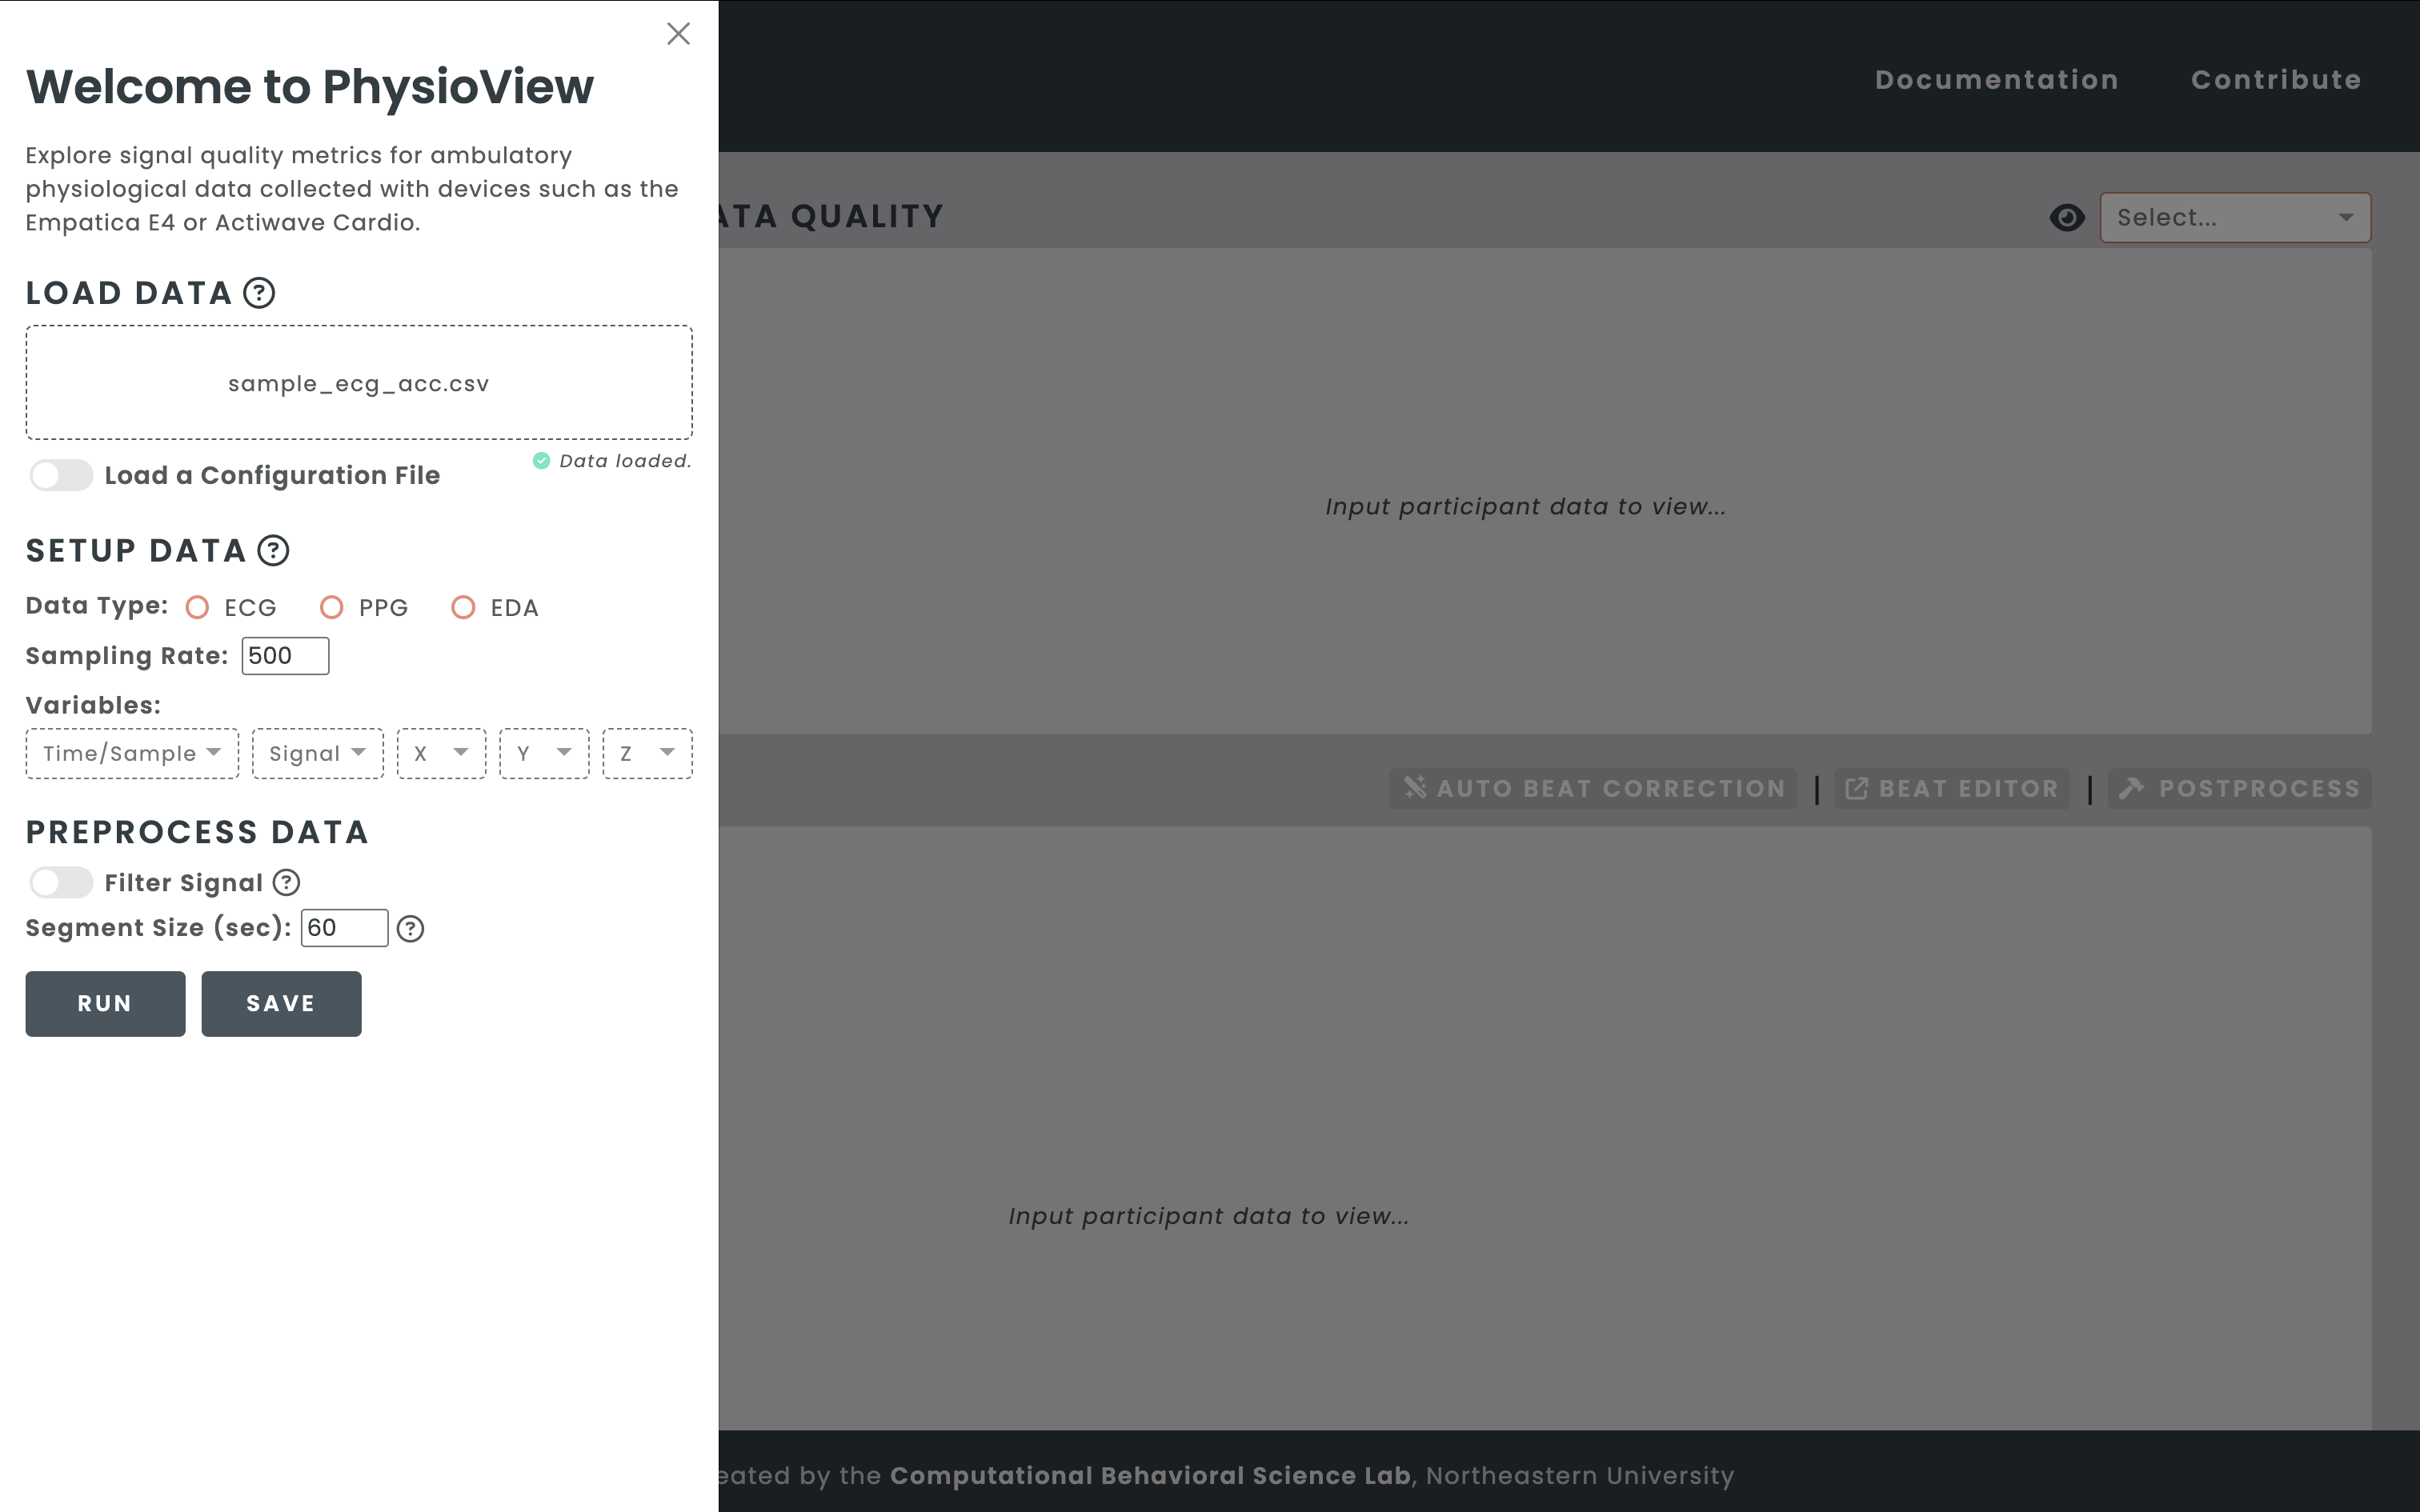 Welcome to PhysioView
Explore signal quality metrics for ambulatory
physiological data collected with devices such as the
Empatica E4 or Actiwave Cardio.
LOAD DATA ?
sample_ecg_acc.csv
Data loaded.
Load a Configuration File
SETUP DATA ?
Data Type: ECG PPG EDA
Sampling Rate: 500
Variables:
Time/Sample Signal X Y Z
PREPROCESS DATA
Filter Signal ?
Segment Size (sec): 60 ?
RUN SAVE
Documentation Contribute
ATA QUALITY
Select...
Input participant data to view...
AUTO BEAT CORRECTION | BEAT EDITOR | POSTPROCESS
Input participant data to view...
eated by the Computational Behavioral Science Lab, Northeastern University